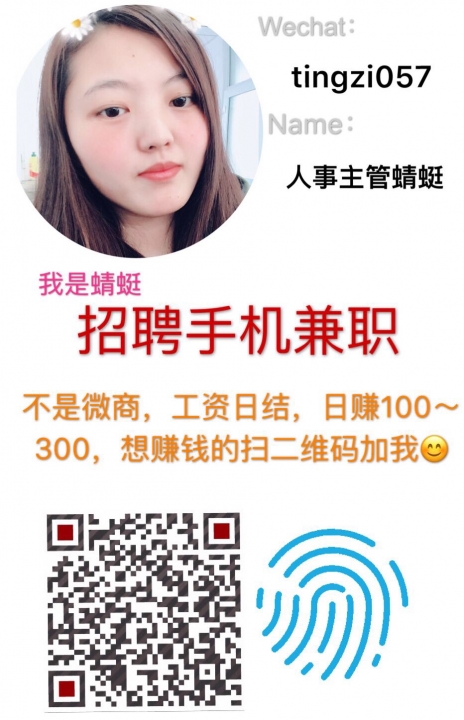 Wechat:
tingzi057
Name:
人事主管蜻蜓
我是蜻蜓
招聘手机兼职
不是微商，工资日结，日赚100～
300，想赚钱的扫二维码加我😊